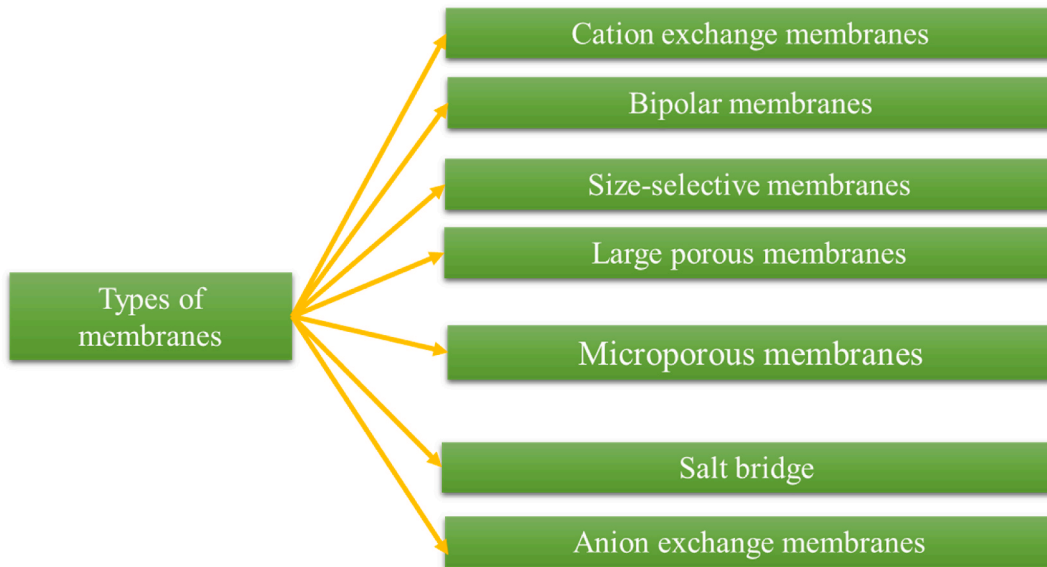 Cation exchange membranes
Bipolar membranes
Size-selective membranes
Large porous membranes
Types of
membranes
Microporous membranes
Salt bridge
Anion exchange membranes